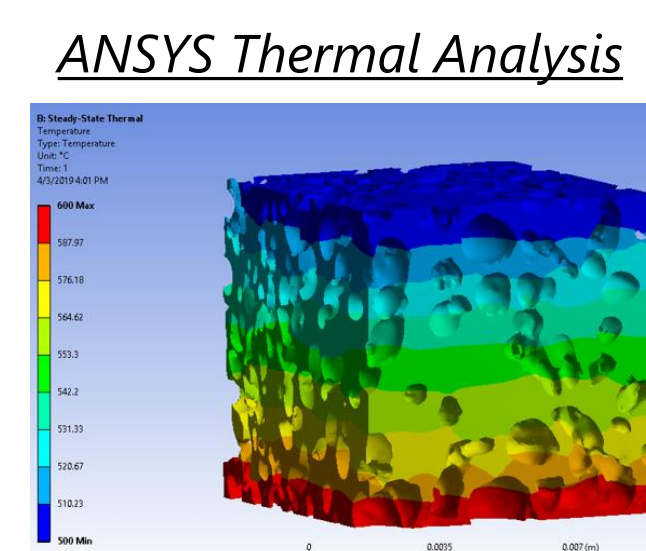 ANSYS Thermal Analysis
B: Steady-State Thermal
Temperature
Type: Temperature
Unit: °C
Time: 1
4/3/2019 4:01 PM
600 Max
587.97
576.18
564.62
553.3
542.2
531.33
520.67
510.23
500 Min
0
0.0035
0.007 (m)